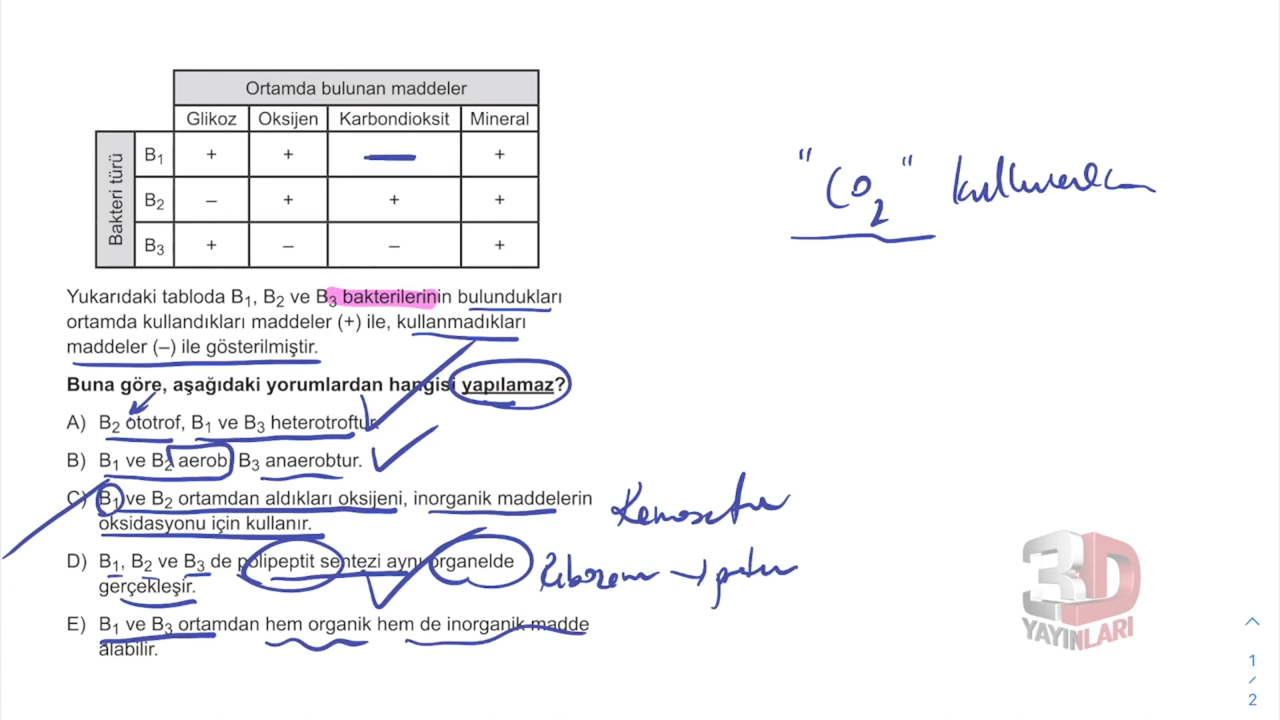 Ortamda bulunan maddeler
Glikoz Oksijen Karbondioksit Mineral
Bakteri türü
B₁ + + — +
B₂ – + + +
B₃ + – – +
"CO₂" kullanılan
Yukarıdaki tabloda B₁, B₂ ve B₃ bakterilerinin bulundukları
ortamda kullandıkları maddeler (+) ile, kullanmadıkları
maddeler (–) ile gösterilmiştir.
Buna göre, aşağıdaki yorumlardan hangisi yapılamaz?
A) B₂ ototrof, B₁ ve B₃ heterotroftur.
B) B₁ ve B₂ aerob, B₃ anaerobtur.
C) B₁ ve B₂ ortamdan aldıkları oksijeni, inorganik maddelerin
oksidasyonu için kullanır.
D) B₁, B₂ ve B₃ de polipeptit sentezi aynı organelde
gerçekleşir.
Ribozom →
E) B₁ ve B₃ ortamdan hem organik hem de inorganik madde
alabilir.
3D
YAYINLARI
1
/
2